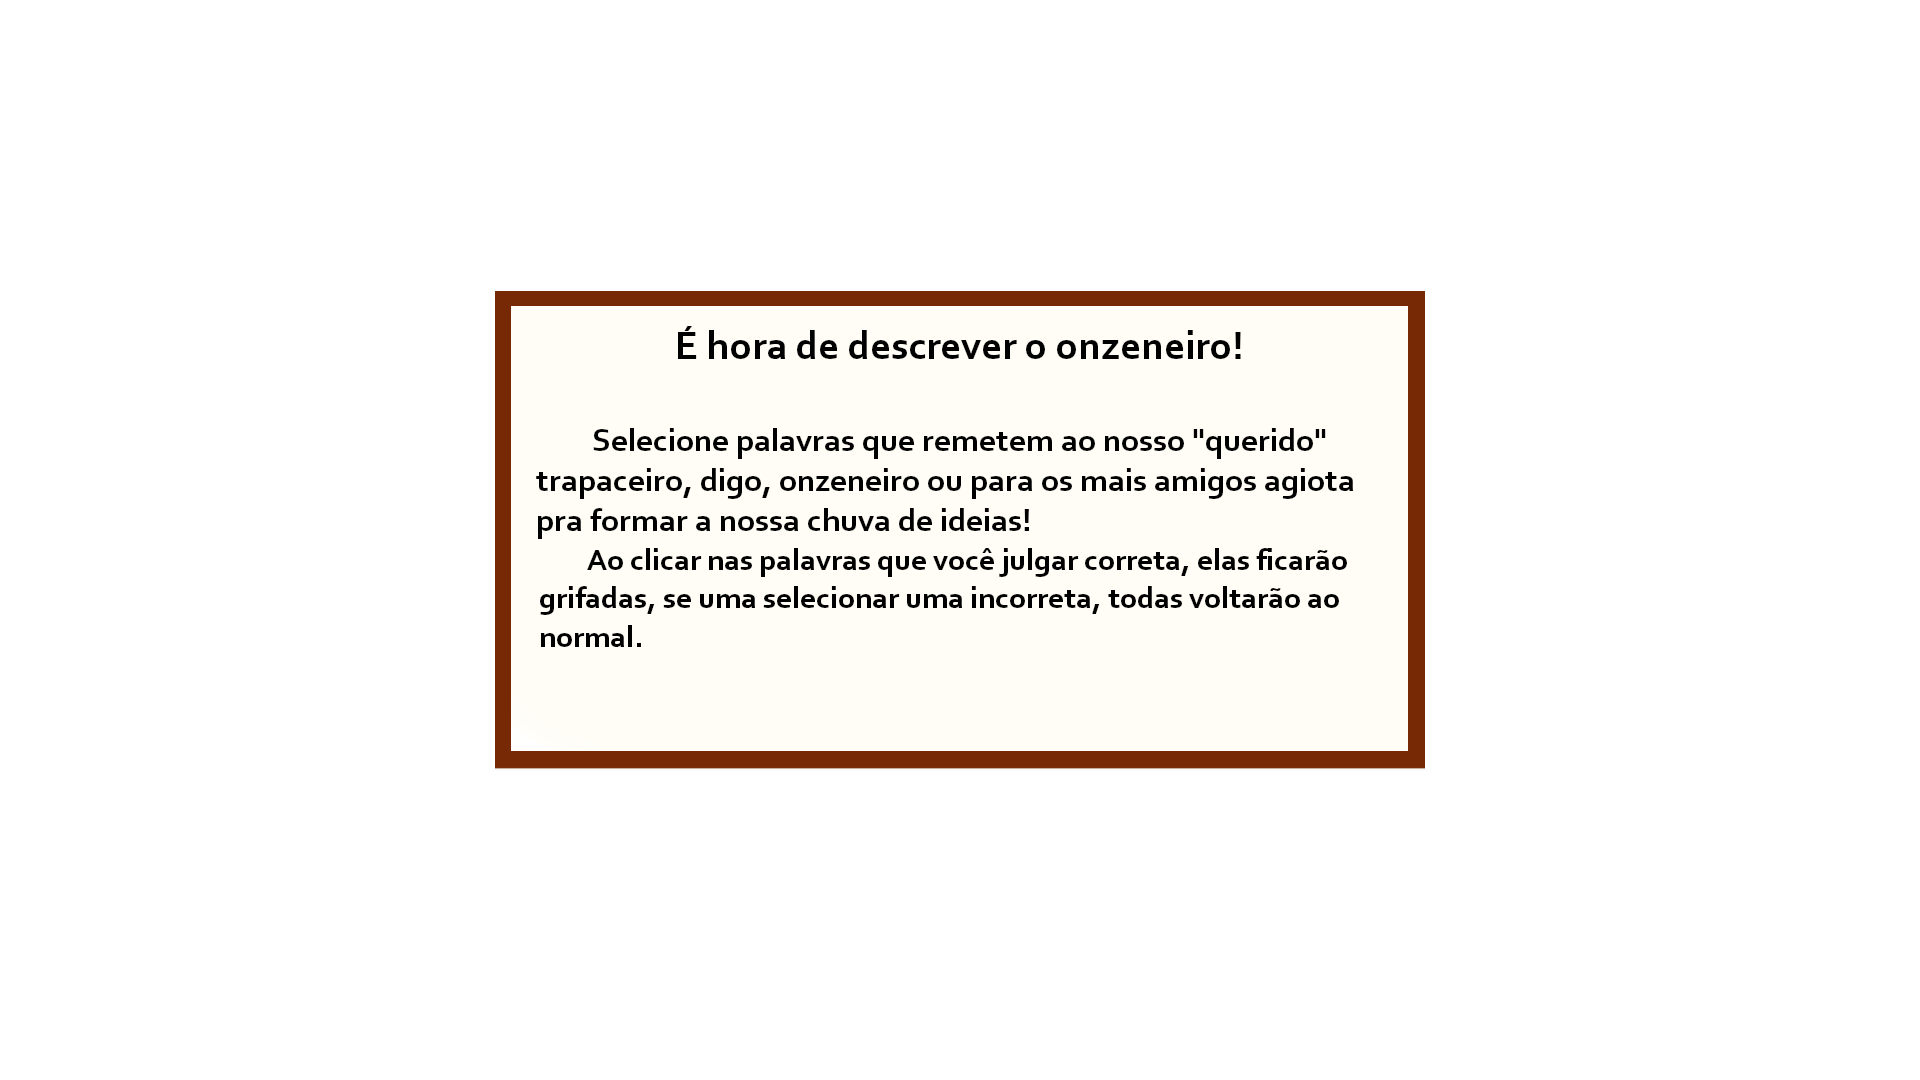 É hora de descrever o onzeneiro!
Selecione palavras que remetem ao nosso "querido"
trapaceiro, digo, onzeneiro ou para os mais amigos agiota
pra formar a nossa chuva de ideias!
Ao clicar nas palavras que você julgar correta, elas ficarão
grifadas, se uma selecionar uma incorreta, todas voltarão ao
normal.